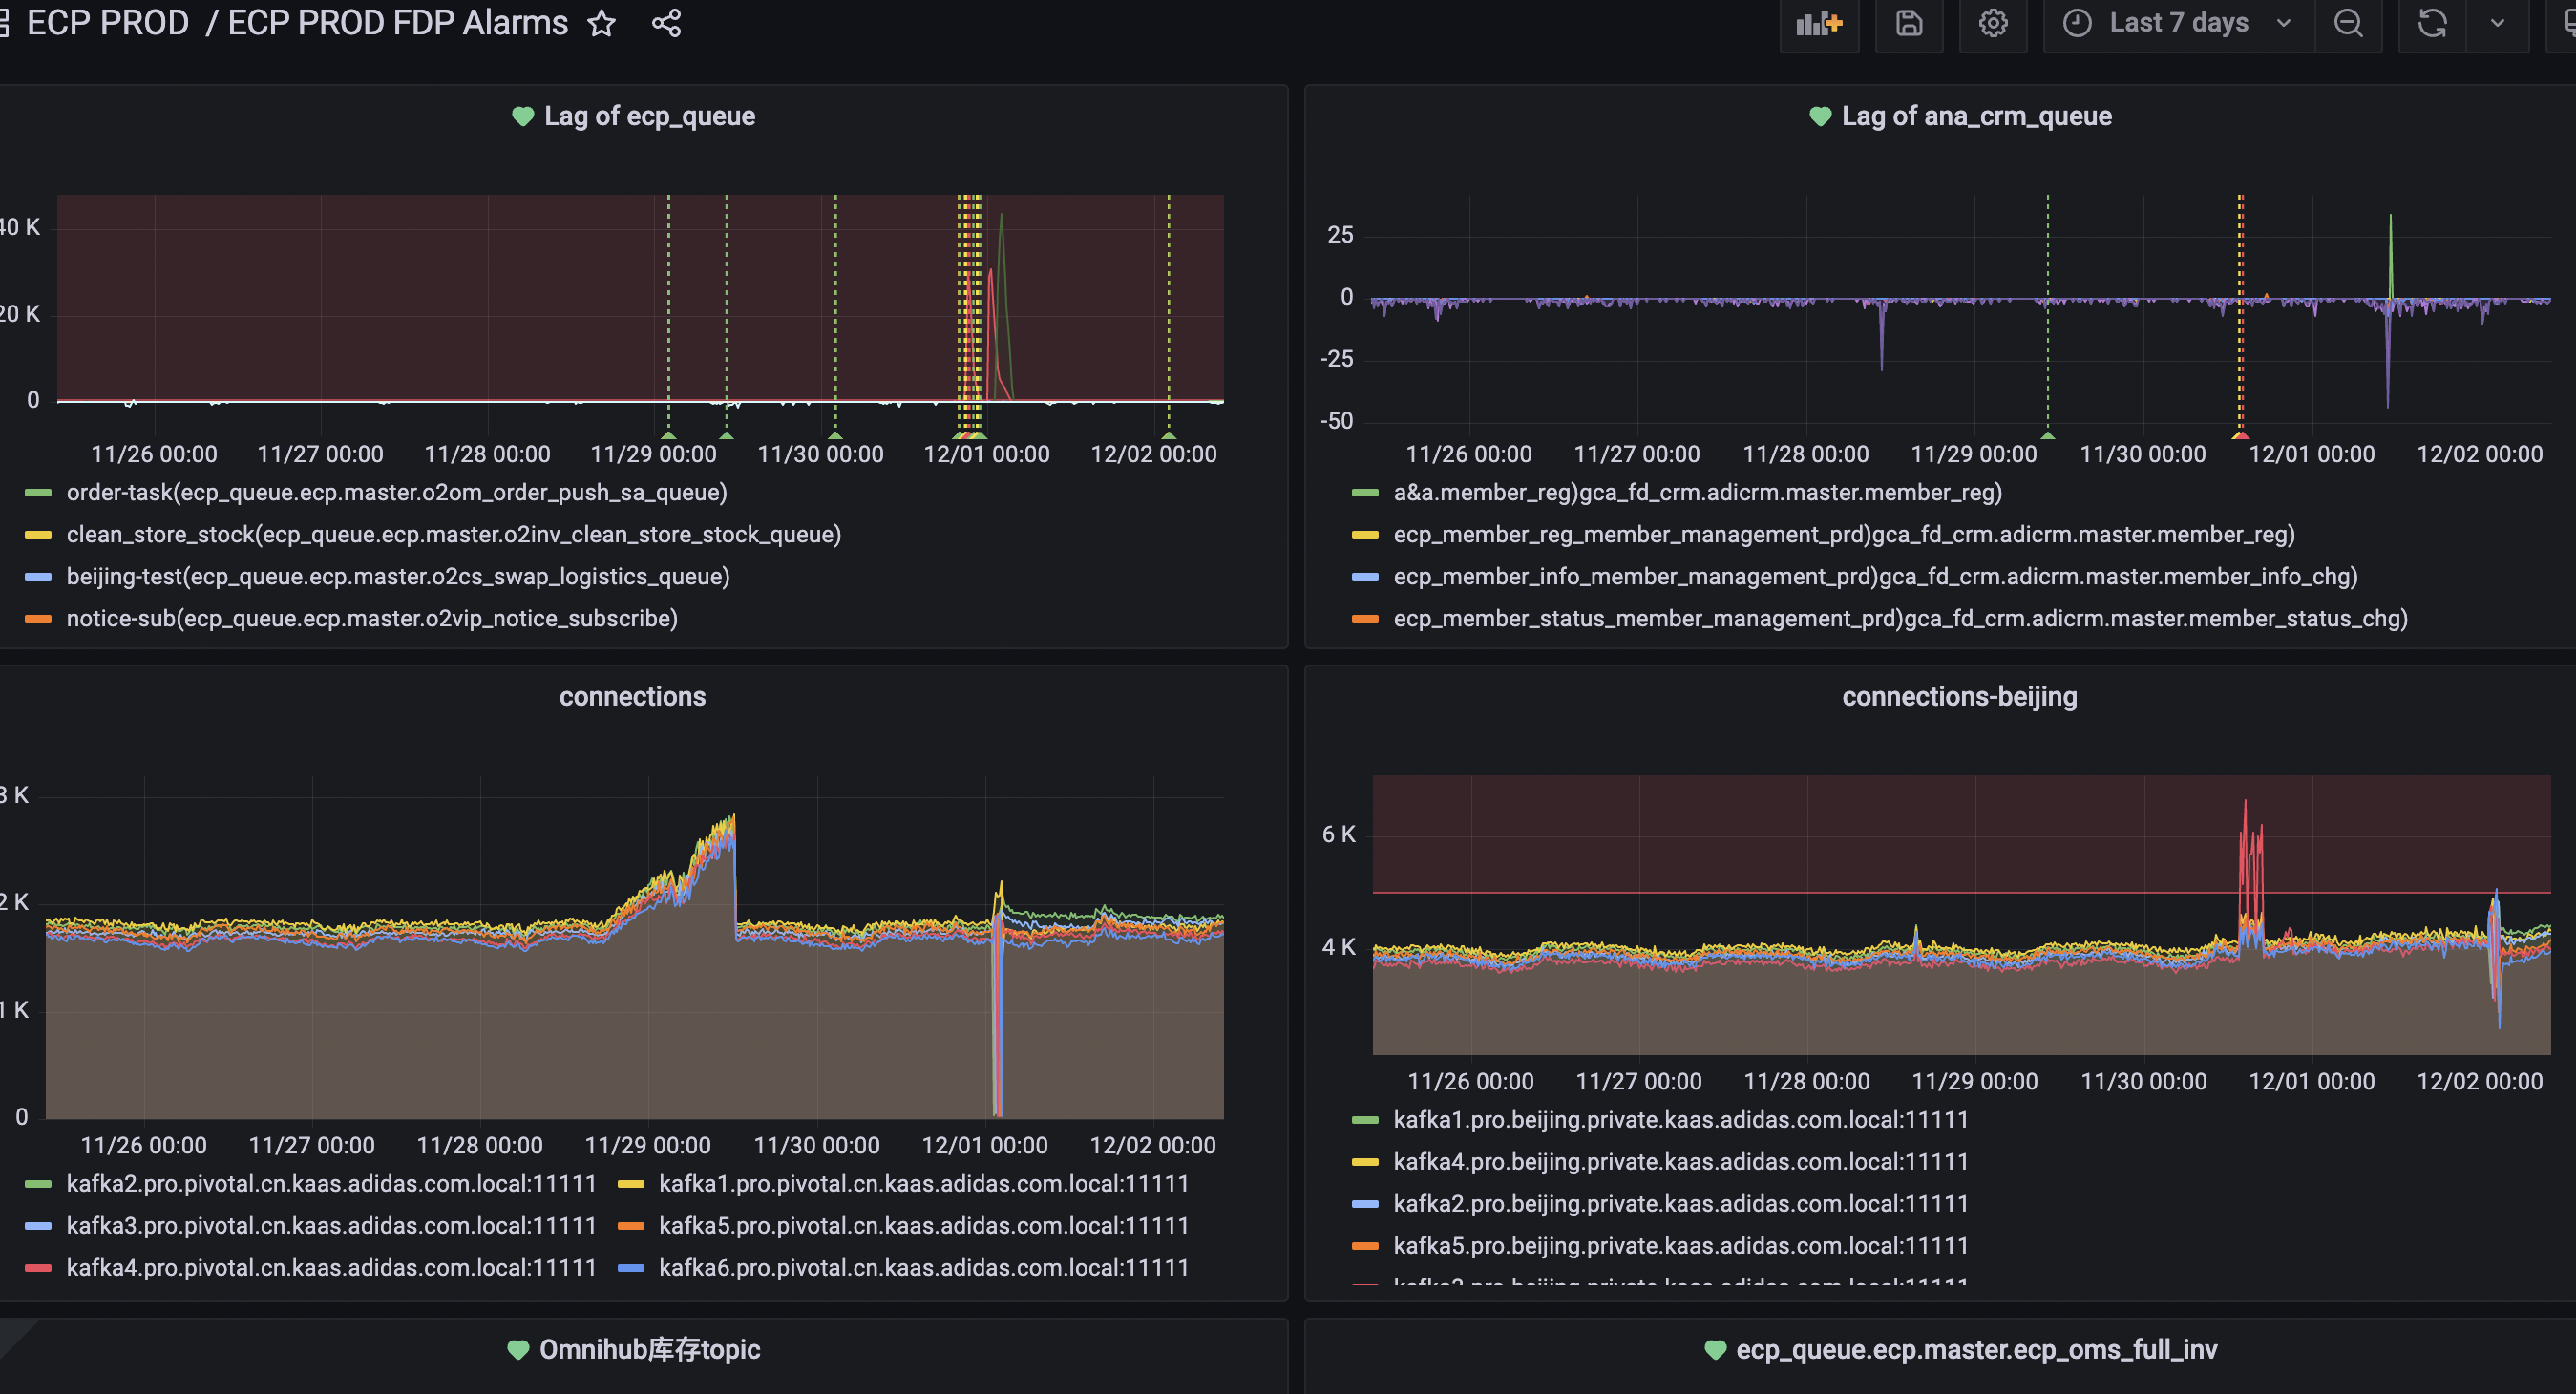 ECP PROD / ECP PROD FDP Alarms
Last 7 days
Lag of ecp_queue
40 K
20 K
0
11/26 00:00 11/27 00:00 11/28 00:00 11/29 00:00 11/30 00:00 12/01 00:00 12/02 00:00
order-task(ecp_queue.ecp.master.o2om_order_push_sa_queue)
clean_store_stock(ecp_queue.ecp.master.o2inv_clean_store_stock_queue)
beijing-test(ecp_queue.ecp.master.o2cs_swap_logistics_queue)
notice-sub(ecp_queue.ecp.master.o2vip_notice_subscribe)
Lag of ana_crm_queue
25
0
-25
-50
11/26 00:00 11/27 00:00 11/28 00:00 11/29 00:00 11/30 00:00 12/01 00:00 12/02 00:00
a&a.member_reg)gca_fd_crm.adicrm.master.member_reg)
ecp_member_reg_member_management_prd)gca_fd_crm.adicrm.master.member_reg)
ecp_member_info_member_management_prd)gca_fd_crm.adicrm.master.member_info_chg)
ecp_member_status_member_management_prd)gca_fd_crm.adicrm.master.member_status_chg)
connections
3 K
2 K
1 K
0
11/26 00:00 11/27 00:00 11/28 00:00 11/29 00:00 11/30 00:00 12/01 00:00 12/02 00:00
kafka2.pro.pivotal.cn.kaas.adidas.com.local:11111 kafka1.pro.pivotal.cn.kaas.adidas.com.local:11111
kafka3.pro.pivotal.cn.kaas.adidas.com.local:11111 kafka5.pro.pivotal.cn.kaas.adidas.com.local:11111
kafka4.pro.pivotal.cn.kaas.adidas.com.local:11111 kafka6.pro.pivotal.cn.kaas.adidas.com.local:11111
connections-beijing
6 K
4 K
11/26 00:00 11/27 00:00 11/28 00:00 11/29 00:00 11/30 00:00 12/01 00:00 12/02 00:00
kafka1.pro.beijing.private.kaas.adidas.com.local:11111
kafka4.pro.beijing.private.kaas.adidas.com.local:11111
kafka2.pro.beijing.private.kaas.adidas.com.local:11111
kafka5.pro.beijing.private.kaas.adidas.com.local:11111
Omnihub库存topic
ecp_queue.ecp.master.ecp_oms_full_inv